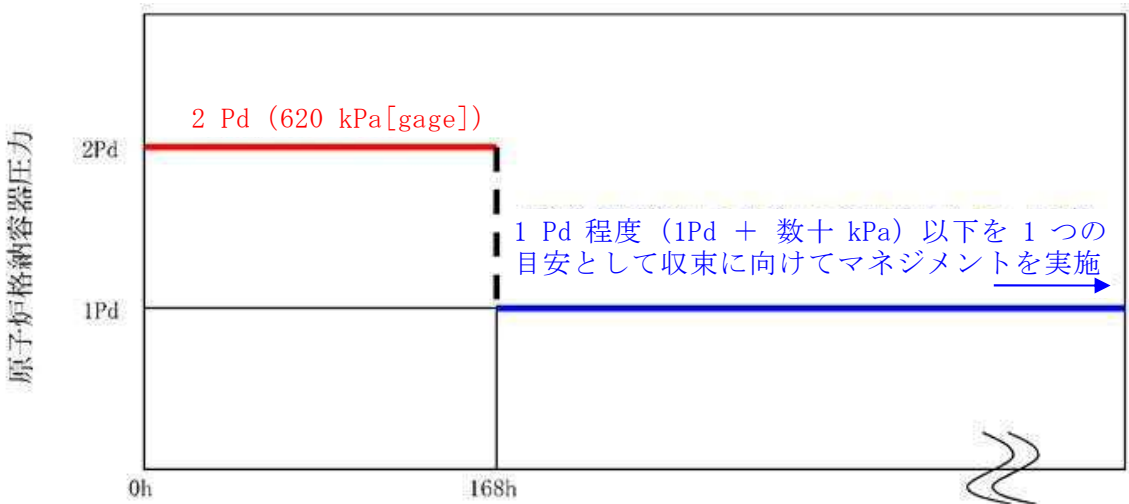 2 Pd (620 kPa[gage])
原子炉格納容器圧力
2Pd
1 Pd 程度 (1Pd + 数十 kPa) 以下を 1 つの
目安として収束に向けてマネジメントを実施
1Pd
0h
168h